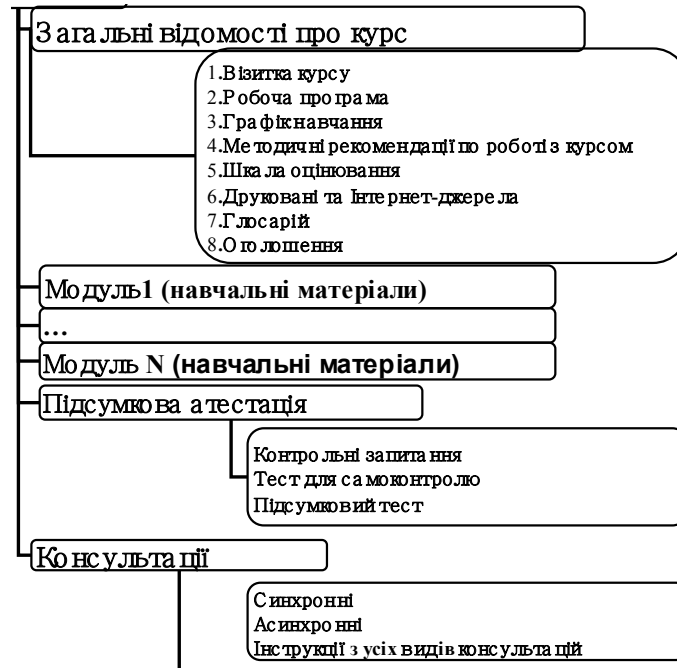 Загальні відомості про курс
1.Візитка курсу
2.Робоча програма
3.Графік навчання
4.Методичні рекомендації по роботі з курсом
5.Шкала оцінювання
6.Друковані та Інтернет-джерела
7.Глосарій
8.Оголошення
Модуль1 (навчальні матеріали)
...
Модуль N (навчальні матеріали)
Підсумкова атестація
Контрольні запитання
Тест для самоконтролю
Підсумковий тест
Консультації
Синхронні
Асинхронні
Інструкції з усіх видів консультацій